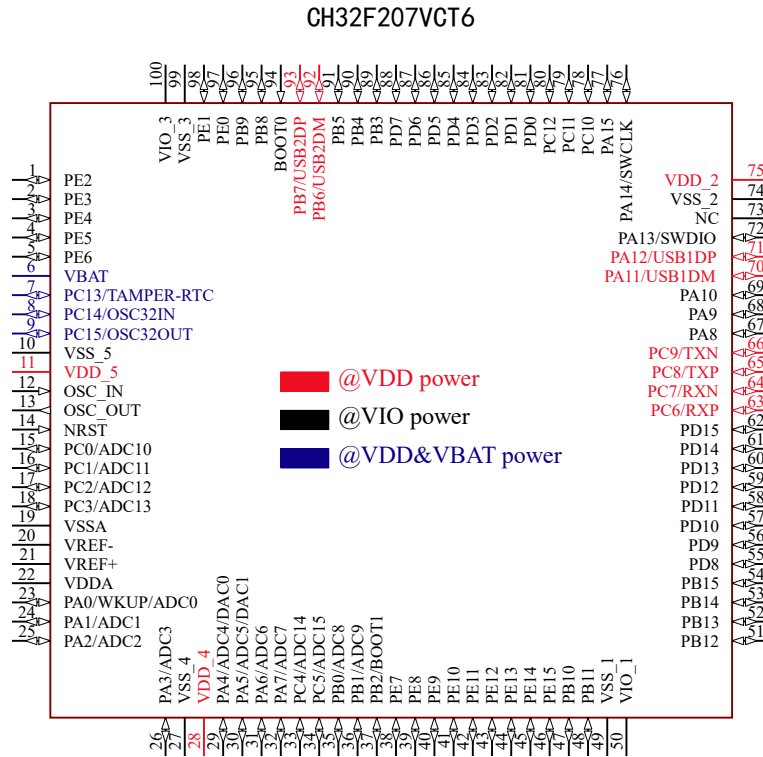 CH32F207VCT6
100 99 98 97 96 95 94 93 92 91 90 89 88 87 86 85 84 83 82 81 80 79 78 77 76
VIO_3
VSS_3
PE1
PE0
PB9
PB8
BOOT0
PB7/USB2DP
PB6/USB2DM
PB5
PB4
PB3
PD7
PD6
PD5
PD4
PD3
PD2
PD1
PD0
PC12
PC11
PC10
PA15
PA14/SWCLK
1 PE2
2 PE3
3 PE4
4 PE5
5 PE6
6 VBAT
7 PC13/TAMPER-RTC
8 PC14/OSC32IN
9 PC15/OSC32OUT
10 VSS_5
11 VDD_5
12 OSC_IN
13 OSC_OUT
14 NRST
15 PC0/ADC10
16 PC1/ADC11
17 PC2/ADC12
18 PC3/ADC13
19 VSSA
20 VREF-
21 VREF+
22 VDDA
23 PA0/WKUP/ADC0
24 PA1/ADC1
25 PA2/ADC2
@VDD power
@VIO power
@VDD&VBAT power
VDD_2 75
VSS_2 74
NC 73
PA13/SWDIO 72
PA12/USB1DP 71
PA11/USB1DM 70
PA10 69
PA9 68
PA8 67
PC9/TXN 66
PC8/TXP 65
PC7/RXN 64
PC6/RXP 63
PD15 62
PD14 61
PD13 60
PD12 59
PD11 58
PD10 57
PD9 56
PD8 55
PB15 54
PB14 53
PB13 52
PB12 51
PA3/ADC3
VSS_4
VDD_4
PA4/ADC4/DAC0
PA5/ADC5/DAC1
PA6/ADC6
PA7/ADC7
PC4/ADC14
PC5/ADC15
PB0/ADC8
PB1/ADC9
PB2/BOOT1
PE7
PE8
PE9
PE10
PE11
PE12
PE13
PE14
PE15
PB10
PB11
VSS_1
VIO_1
26 27 28 29 30 31 32 33 34 35 36 37 38 39 40 41 42 43 44 45 46 47 48 49 50